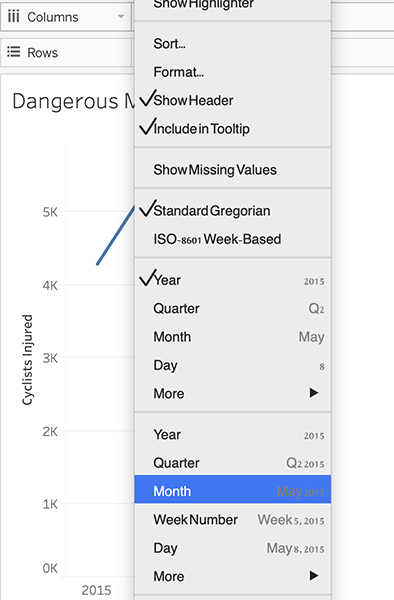 Show Highlighter
Columns
Sort...
Rows
Format...
Dangerous M
Show Header
Include in Tooltip
Show Missing Values
Standard Gregorian
ISO-8601 Week-Based
Year 2015
Quarter Q2
Month May
Day 8
More
Year 2015
Quarter Q2 2015
Month May 2015
Week Number Week 5, 2015
Day May 8, 2015
More
Cyclists Injured
5K
4K
3K
2K
1K
0K
2015